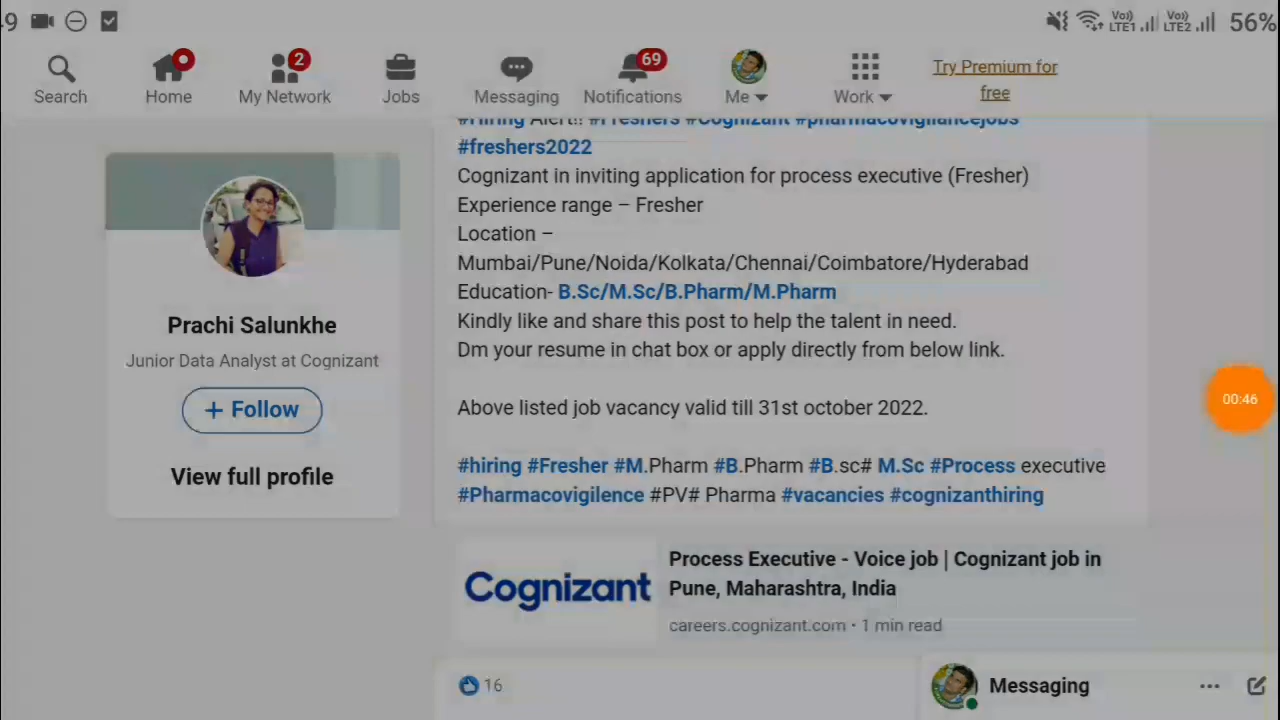 56%
Search
Home
2
My Network
Jobs
Messaging
69
Notifications
Me
Work
Try Premium for
free
#Hiring Alert!! #Freshers #Cognizant #pharmacovigilancejobs
#freshers2022
Cognizant in inviting application for process executive (Fresher)
Experience range – Fresher
Location –
Mumbai/Pune/Noida/Kolkata/Chennai/Coimbatore/Hyderabad
Education- B.Sc/M.Sc/B.Pharm/M.Pharm
Kindly like and share this post to help the talent in need.
Dm your resume in chat box or apply directly from below link.
Above listed job vacancy valid till 31st october 2022.
#hiring #Fresher #M.Pharm #B.Pharm #B.sc# M.Sc #Process executive
#Pharmacovigilence #PV# Pharma #vacancies #cognizanthiring
Prachi Salunkhe
Junior Data Analyst at Cognizant
+ Follow
View full profile
00:46
Cognizant
Process Executive - Voice job | Cognizant job in
Pune, Maharashtra, India
careers.cognizant.com · 1 min read
16
Messaging